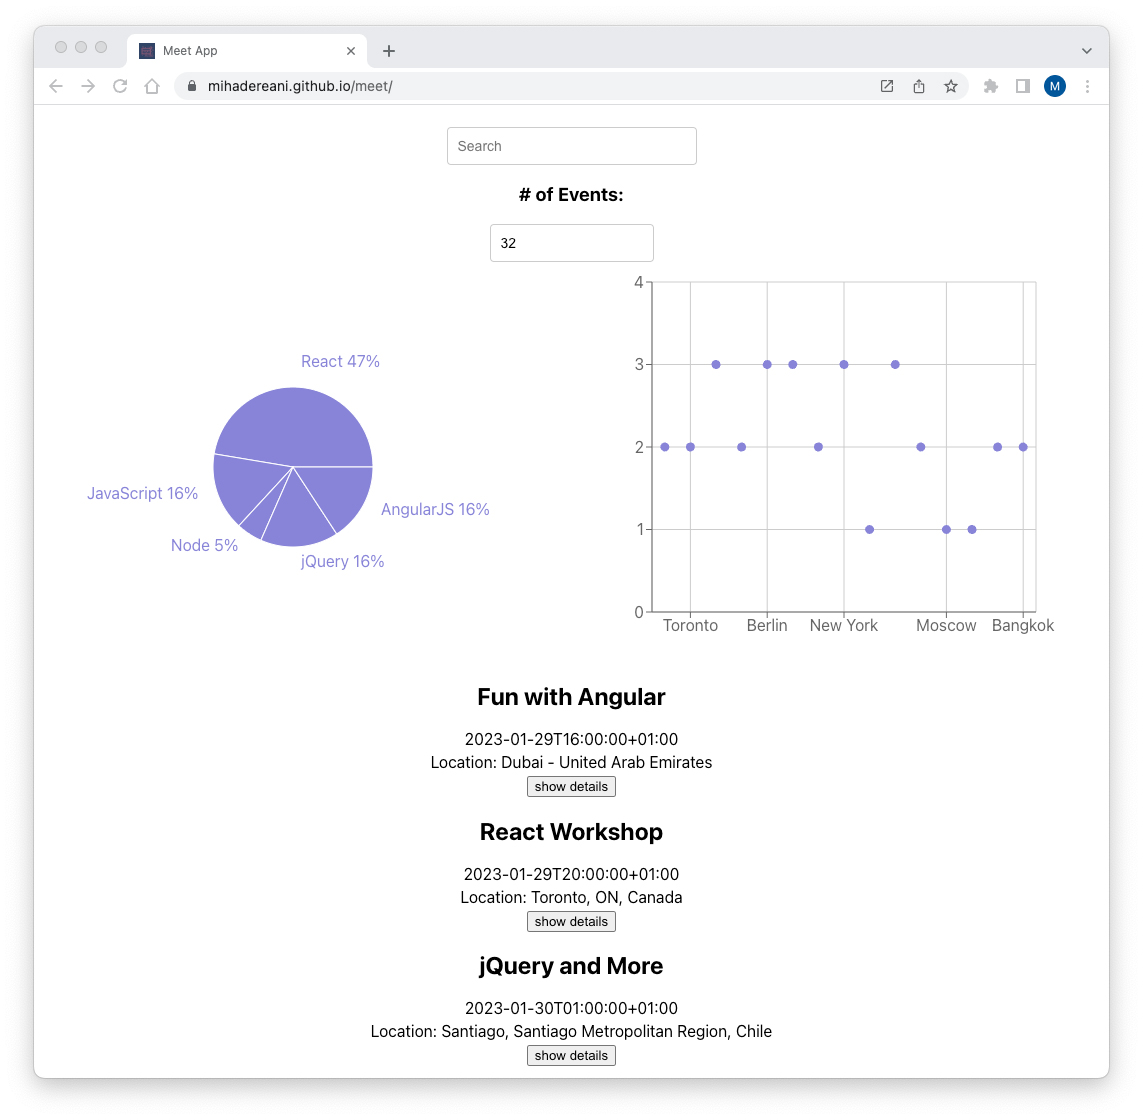 Meet App
mihadereani.github.io/meet/
M
Search
# of Events:
32
React 47%
JavaScript 16%
AngularJS 16%
Node 5%
jQuery 16%
4
3
2
1
0
Toronto Berlin New York Moscow Bangkok
Fun with Angular
2023-01-29T16:00:00+01:00
Location: Dubai - United Arab Emirates
show details
React Workshop
2023-01-29T20:00:00+01:00
Location: Toronto, ON, Canada
show details
jQuery and More
2023-01-30T01:00:00+01:00
Location: Santiago, Santiago Metropolitan Region, Chile
show details